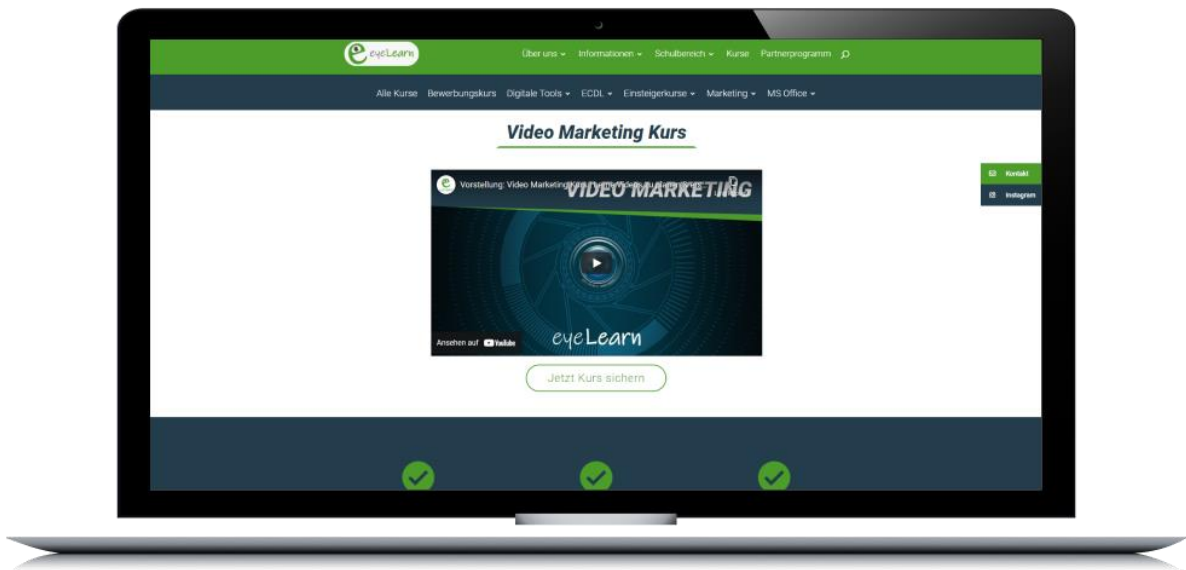 eyeLearn
Über uns Informationen Schulbereich Kurse Partnerprogramm
Alle Kurse Bewerbungskurs Digitale Tools ECDL Einsteigerkurse Marketing MS Office
Video Marketing Kurs
Kontakt
Instagram
Vorstellung: Video Marketing
VIDEO MARKETING
eyeLearn
Ansehen auf YouTube
Jetzt Kurs sichern